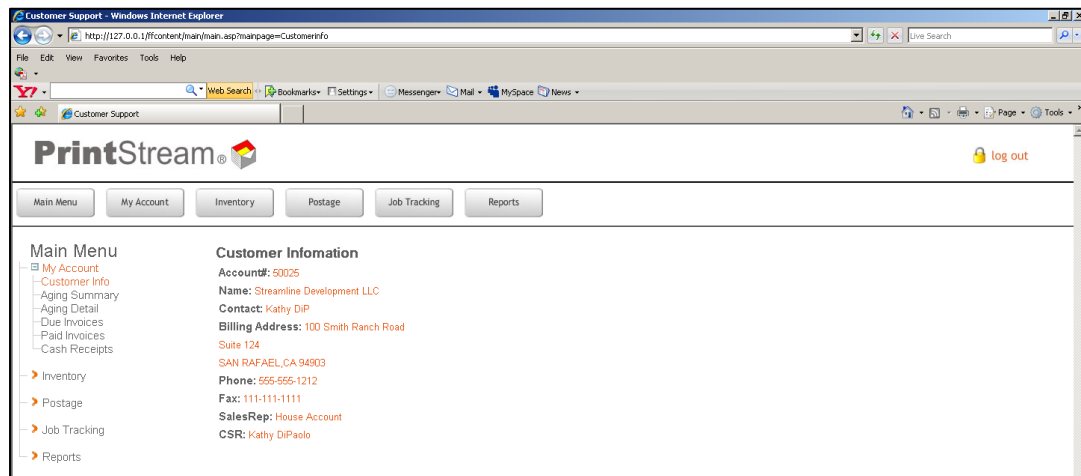 Customer Support - Windows Internet Explorer
http://127.0.0.1/ffcontent/main/main.asp?mainpage=Customerinfo
Live Search
File Edit View Favorites Tools Help
Y7 Web Search Bookmarks Settings Messenger Mail MySpace News
Customer Support
Page Tools
PrintStream®
log out
Main Menu My Account Inventory Postage Job Tracking Reports
Main Menu
My Account
Customer Info
Aging Summary
Aging Detail
Due Invoices
Paid Invoices
Cash Receipts
Inventory
Postage
Job Tracking
Reports
Customer Infomation
Account#: 50025
Name: Streamline Development LLC
Contact: Kathy DiP
Billing Address: 100 Smith Ranch Road
Suite 124
SAN RAFAEL,CA 94903
Phone: 555-555-1212
Fax: 111-111-1111
SalesRep: House Account
CSR: Kathy DiPaolo